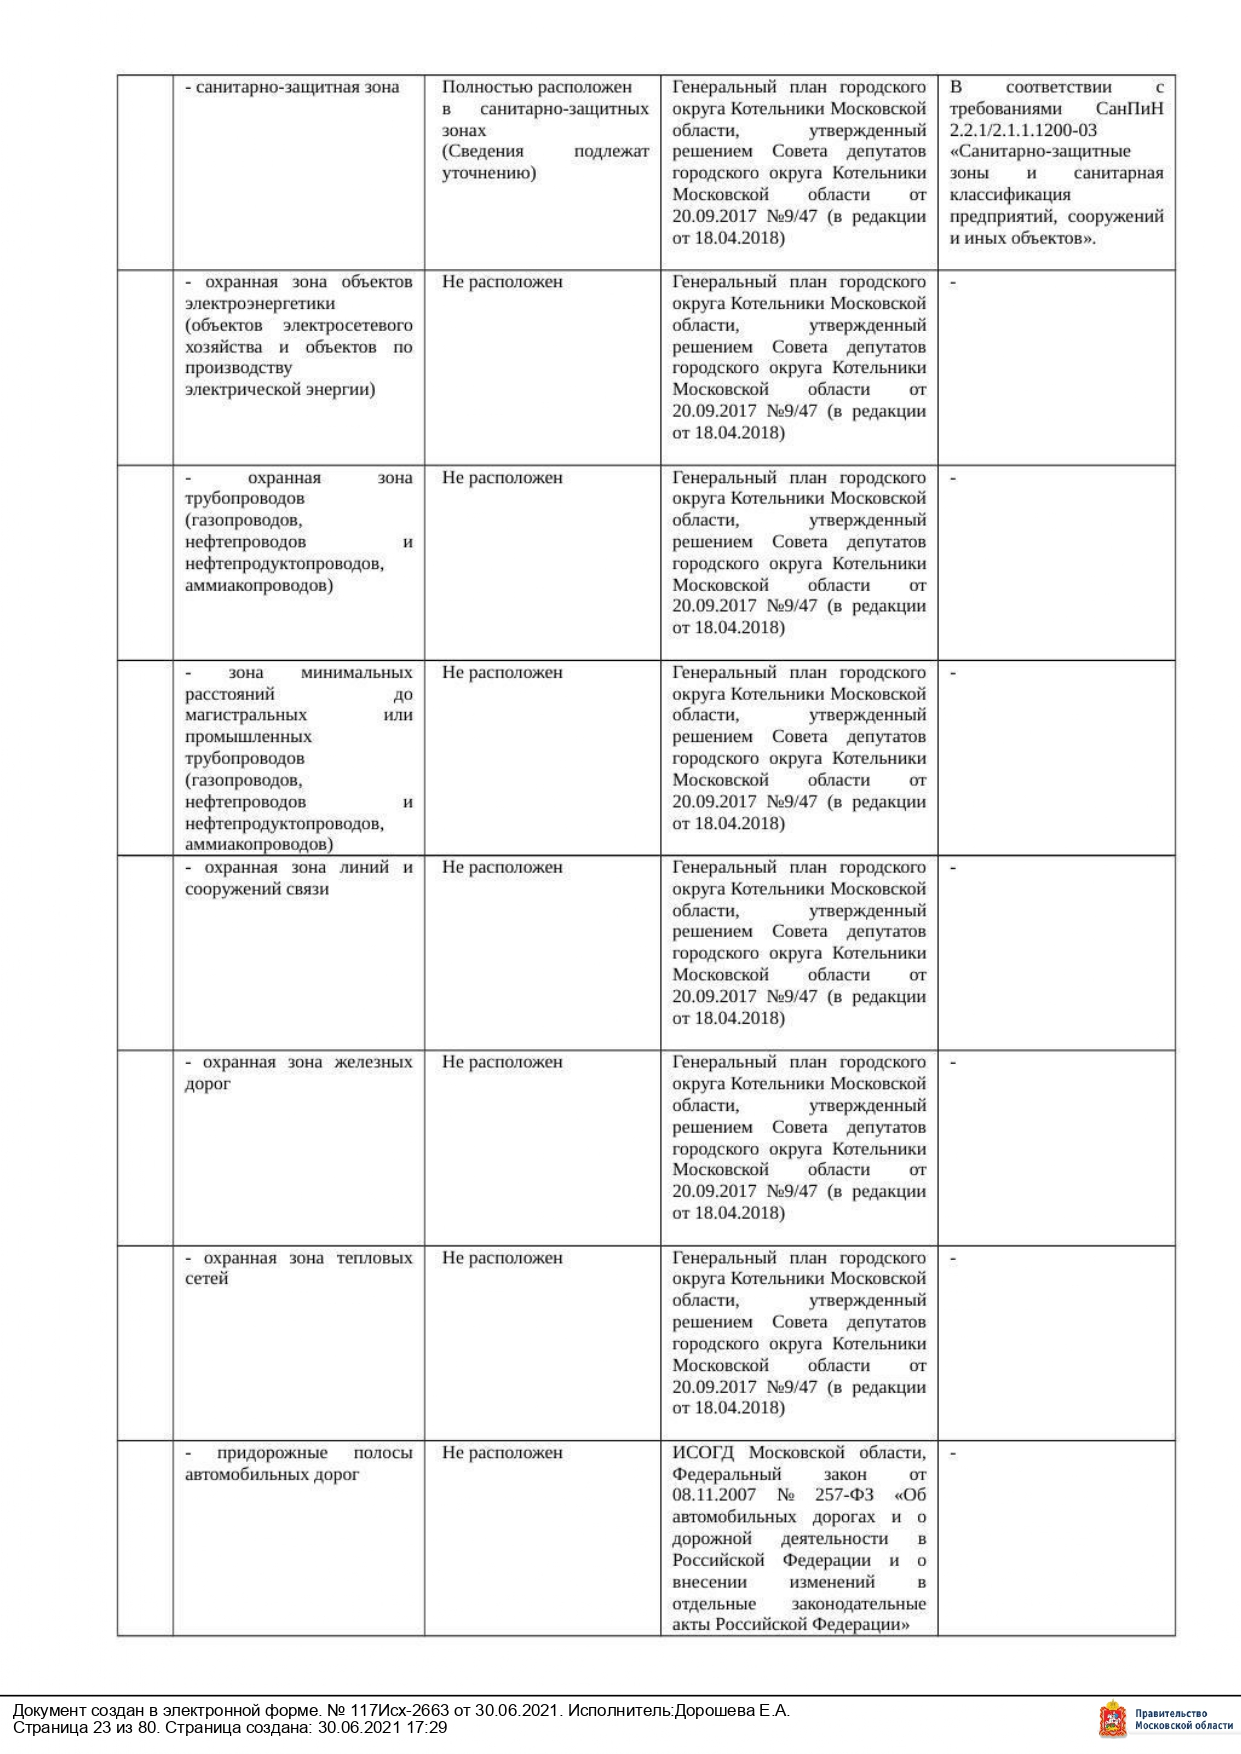 - санитарно-защитная зона
Полностью расположен
в санитарно-защитных
зонах
(Сведения подлежат
уточнению)
Генеральный план городского
округа Котельники Московской
области, утвержденный
решением Совета депутатов
городского округа Котельники
Московской области от
20.09.2017 №9/47 (в редакции
от 18.04.2018)
В соответствии с
требованиями СанПиН
2.2.1/2.1.1.1200-03
«Санитарно-защитные
зоны и санитарная
классификация
предприятий, сооружений
и иных объектов».
- охранная зона объектов
электроэнергетики
(объектов электросетевого
хозяйства и объектов по
производству
электрической энергии)
Не расположен
Генеральный план городского
округа Котельники Московской
области, утвержденный
решением Совета депутатов
городского округа Котельники
Московской области от
20.09.2017 №9/47 (в редакции
от 18.04.2018)
-
- охранная зона
трубопроводов
(газопроводов,
нефтепроводов и
нефтепродуктопроводов,
аммиакопроводов)
Не расположен
Генеральный план городского
округа Котельники Московской
области, утвержденный
решением Совета депутатов
городского округа Котельники
Московской области от
20.09.2017 №9/47 (в редакции
от 18.04.2018)
-
- зона минимальных
расстояний до
магистральных или
промышленных
трубопроводов
(газопроводов,
нефтепроводов и
нефтепродуктопроводов,
аммиакопроводов)
Не расположен
Генеральный план городского
округа Котельники Московской
области, утвержденный
решением Совета депутатов
городского округа Котельники
Московской области от
20.09.2017 №9/47 (в редакции
от 18.04.2018)
-
- охранная зона линий и
сооружений связи
Не расположен
Генеральный план городского
округа Котельники Московской
области, утвержденный
решением Совета депутатов
городского округа Котельники
Московской области от
20.09.2017 №9/47 (в редакции
от 18.04.2018)
-
- охранная зона железных
дорог
Не расположен
Генеральный план городского
округа Котельники Московской
области, утвержденный
решением Совета депутатов
городского округа Котельники
Московской области от
20.09.2017 №9/47 (в редакции
от 18.04.2018)
-
- охранная зона тепловых
сетей
Не расположен
Генеральный план городского
округа Котельники Московской
области, утвержденный
решением Совета депутатов
городского округа Котельники
Московской области от
20.09.2017 №9/47 (в редакции
от 18.04.2018)
-
- придорожные полосы
автомобильных дорог
Не расположен
ИСОГД Московской области,
Федеральный закон от
08.11.2007 № 257-ФЗ «Об
автомобильных дорогах и о
дорожной деятельности в
Российской Федерации и о
внесении изменений в
отдельные законодательные
акты Российской Федерации»
-
Документ создан в электронной форме. № 117Исх-2663 от 30.06.2021. Исполнитель:Дорошева Е.А.
Страница 23 из 80. Страница создана: 30.06.2021 17:29
Правительство
Московской области